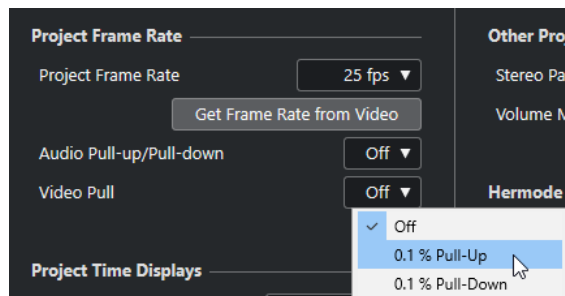 Project Frame Rate
Other Pro
Project Frame Rate
25 fps
Stereo Pa
Get Frame Rate from Video
Volume M
Audio Pull-up/Pull-down
Off
Video Pull
Off
Hermode
Off
0.1 % Pull-Up
Project Time Displays
0.1 % Pull-Down